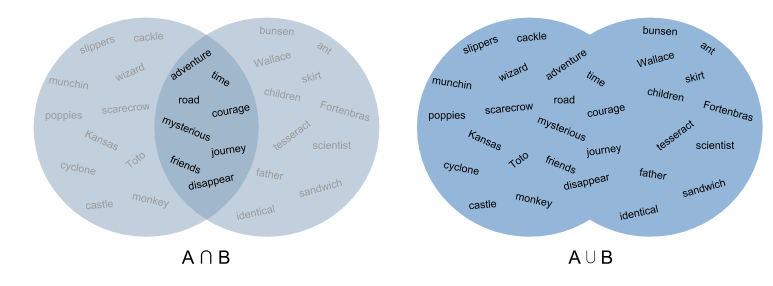 slippers
cackle
adventure
time
wizard
munchin
road
courage
scarecrow
poppies
mysterious
Kansas
journey
Toto
friends
cyclone
disappear
monkey
castle
bunsen
ant
Wallace
skirt
children
Fortenbras
tesseract
scientist
father
sandwich
identical
A ∩ B
slippers
cackle
adventure
time
wizard
munchin
road
courage
scarecrow
poppies
mysterious
Kansas
journey
Toto
friends
cyclone
disappear
monkey
castle
bunsen
ant
Wallace
skirt
children
Fortenbras
tesseract
scientist
father
sandwich
identical
A ∪ B